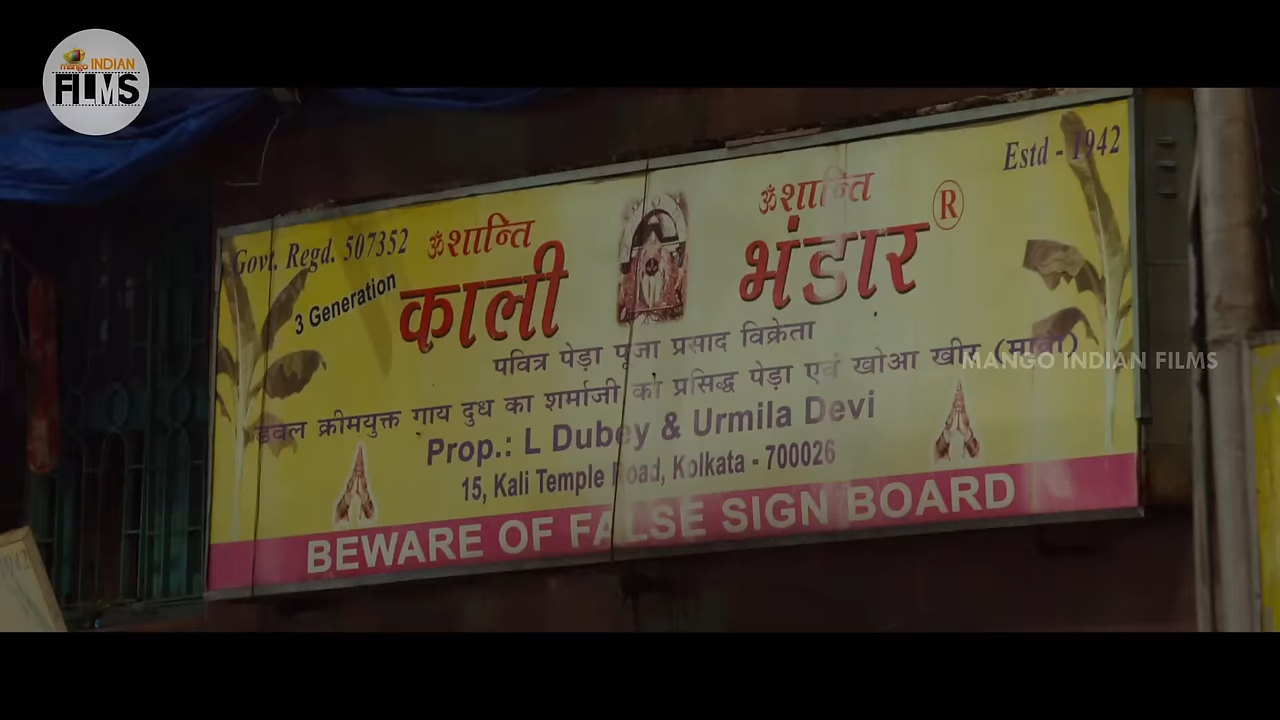 mango INDIAN
FILMS
Estd - 1942
Govt. Regd. 507352
ॐ शान्ति
ॐ शान्ति
3 Generation
काली
भंडार ®
पवित्र पेड़ा पूजा प्रसाद विक्रेता
डबल क्रीमयुक्त गाय दुध का शर्माजी का प्रसिद्ध पेड़ा एवं खोआ खीर (मावा)
MANGO INDIAN FILMS
Prop.: L Dubey & Urmila Devi
15, Kali Temple Road, Kolkata - 700026
BEWARE OF FALSE SIGN BOARD